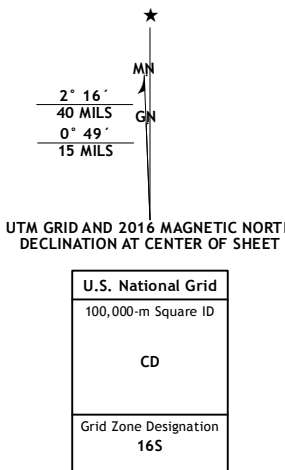 ★
MN
2° 16´
40 MILS
GN
0° 49´
15 MILS
UTM GRID AND 2016 MAGNETIC NORTH
DECLINATION AT CENTER OF SHEET
U.S. National Grid
100,000-m Square ID
CD
Grid Zone Designation
16S